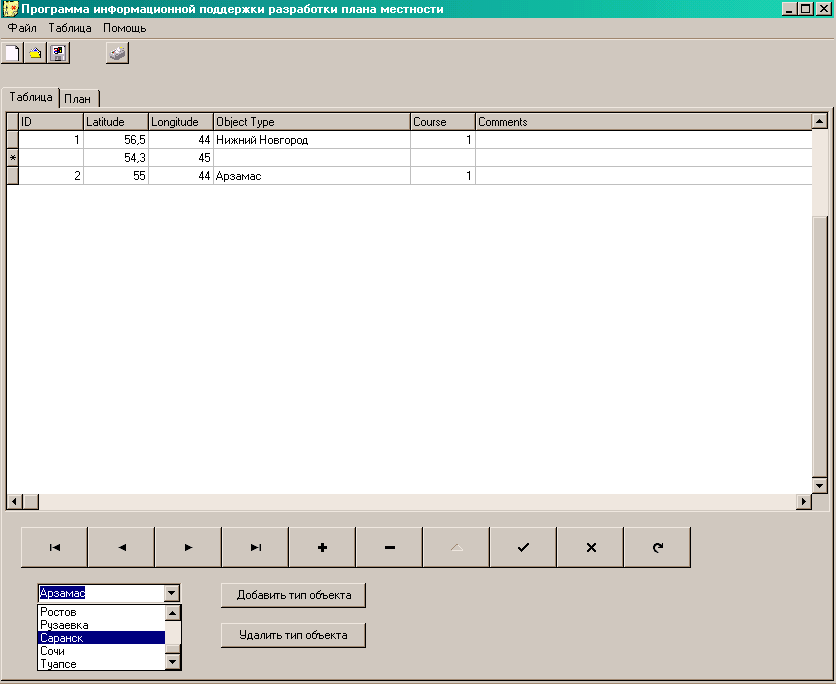 Программа информационной поддержки разработки плана местности
Файл Таблица Помощь
Таблица План
ID Latitude Longitude Object Type Course Comments
1 56,5 44 Нижний Новгород 1
* 54,3 45
2 55 44 Арзамас 1
Арзамас Добавить тип объекта
Ростов
Рузаевка
Саранск Удалить тип объекта
Сочи
Туапсе